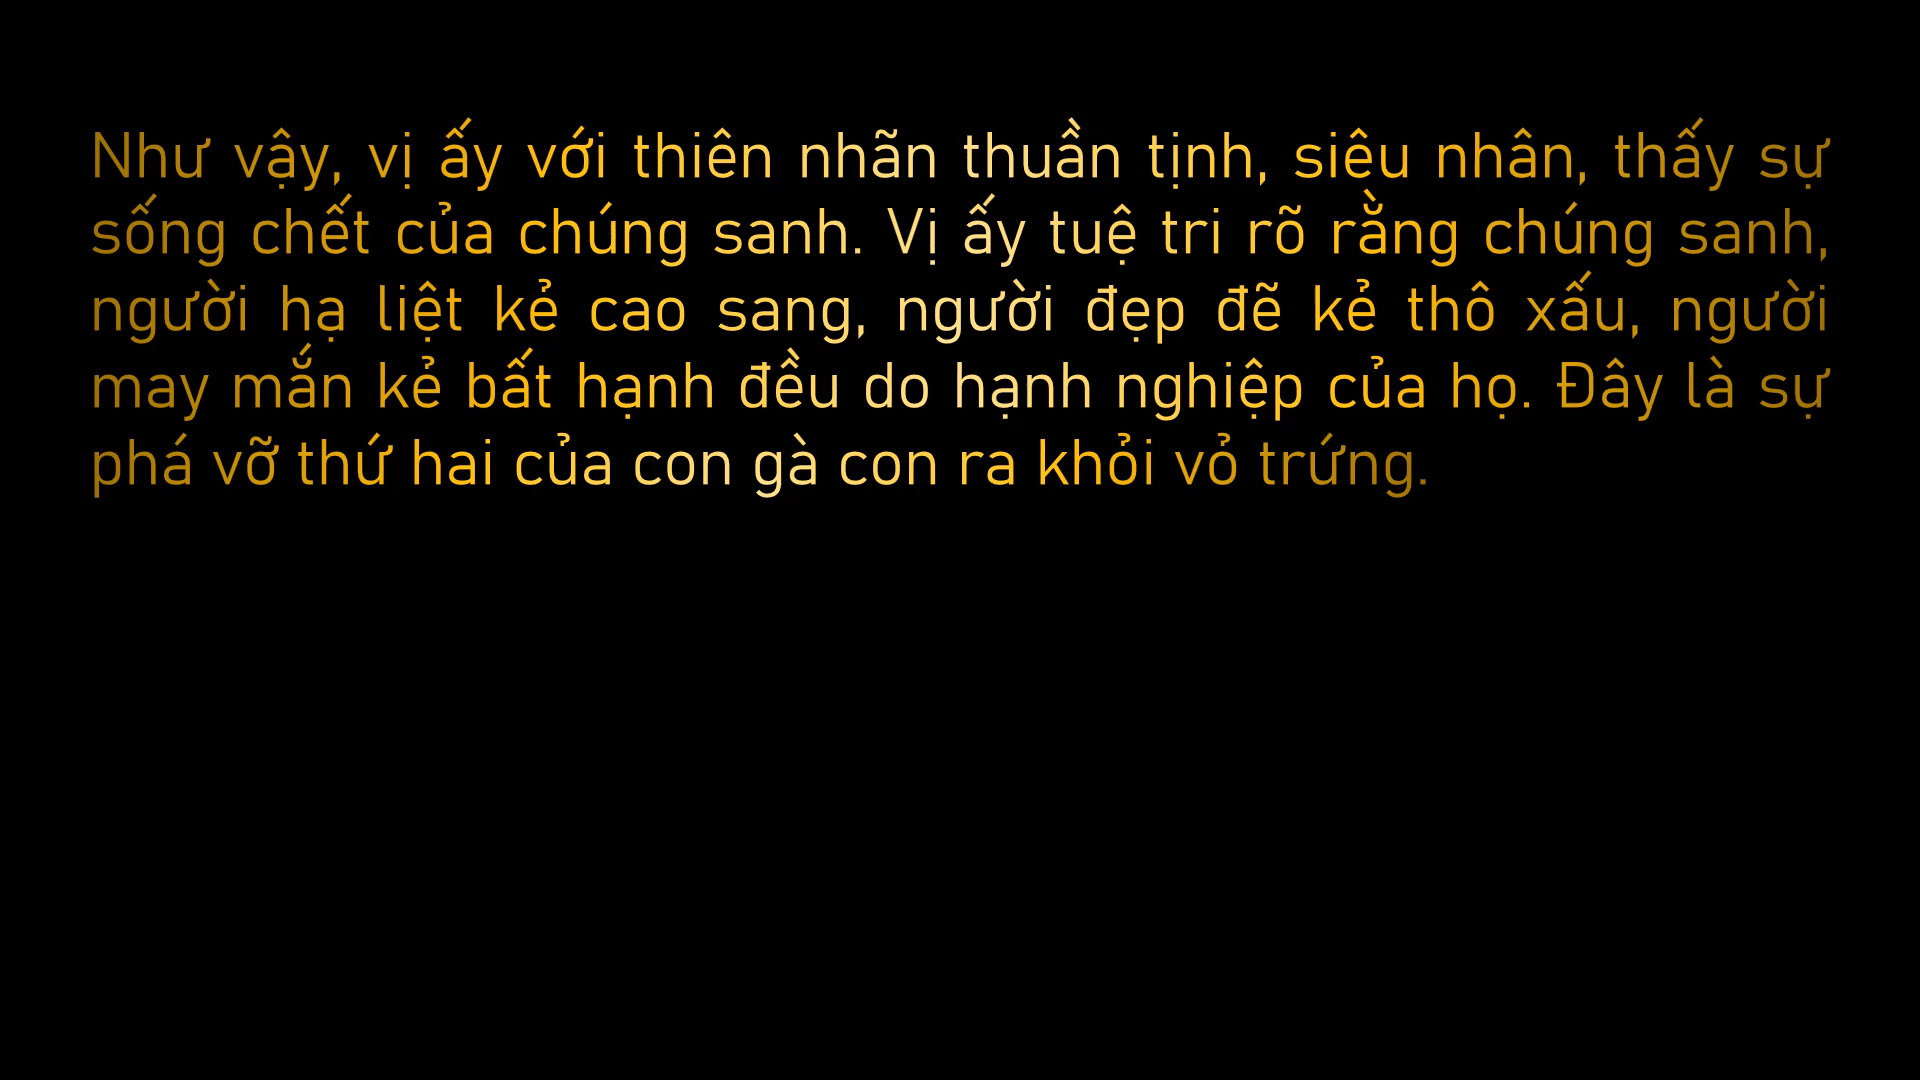 Như vậy, vị ấy với thiên nhãn thuần tịnh, siêu nhân, thấy sự
sống chết của chúng sanh. Vị ấy tuệ tri rõ rằng chúng sanh,
người hạ liệt kẻ cao sang, người đẹp đẽ kẻ thô xấu, người
may mắn kẻ bất hạnh đều do hạnh nghiệp của họ. Đây là sự
phá vỡ thứ hai của con gà con ra khỏi vỏ trứng.